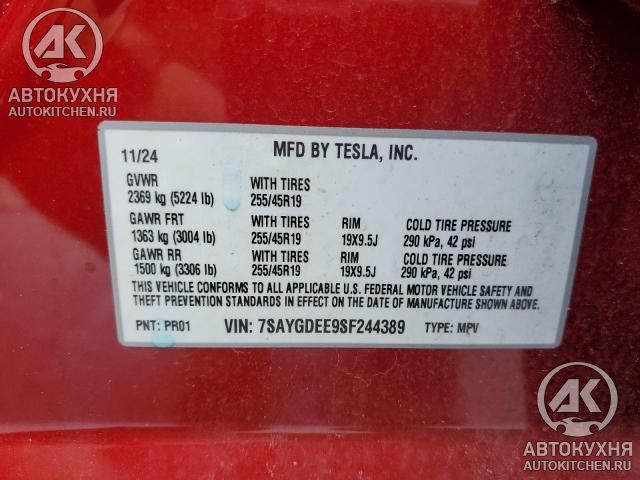 АК
АВТОКУХНЯ
AUTOKITCHEN.RU
11/24 MFD BY TESLA, INC.
GVWR WITH TIRES
2369 kg (5224 lb) 255/45R19
GAWR FRT WITH TIRES RIM COLD TIRE PRESSURE
1363 kg (3004 lb) 255/45R19 19X9.5J 290 kPa, 42 psi
GAWR RR WITH TIRES RIM COLD TIRE PRESSURE
1500 kg (3306 lb) 255/45R19 19X9.5J 290 kPa, 42 psi
THIS VEHICLE CONFORMS TO ALL APPLICABLE U.S. FEDERAL MOTOR VEHICLE SAFETY AND
THEFT PREVENTION STANDARDS IN EFFECT ON THE DATE OF MANUFACTURE SHOWN ABOVE.
PNT: PR01 VIN: 7SAYGDEE9SF244389 TYPE: MPV
АК
АВТОКУХНЯ
AUTOKITCHEN.RU